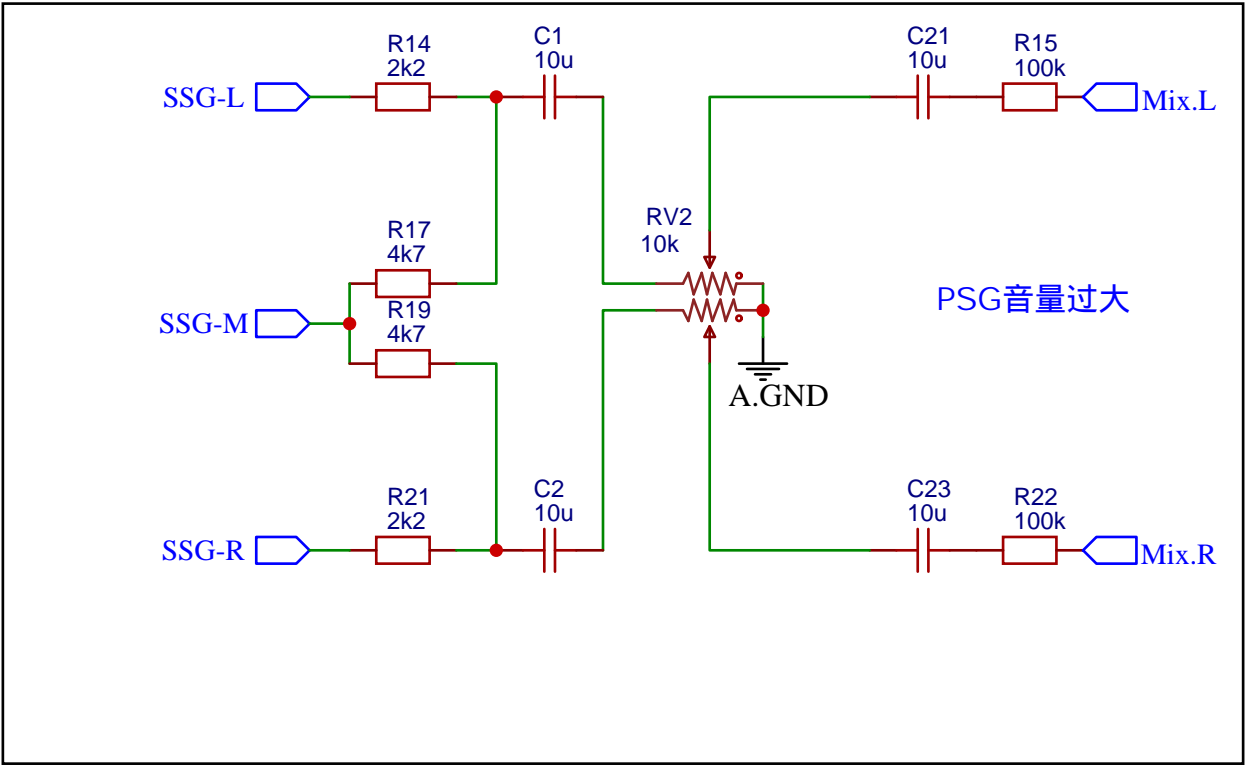 R14
2k2
C1
10u
C21
10u
R15
100k
SSG-L
Mix.L
R17
4k7
RV2
10k
R19
4k7
SSG-M
PSG音量过大
A.GND
R21
2k2
C2
10u
C23
10u
R22
100k
SSG-R
Mix.R